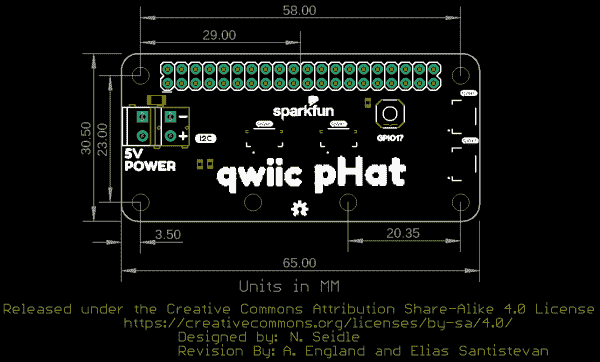 58.00
29.00
sparkfun
30.50
23.00
I2C
GPIO17
5V
POWER
qwiic pHat
3.50
20.35
65.00
Units in MM
Released under the Creative Commons Attribution Share-Alike 4.0 License
https://creativecommons.org/licenses/by-sa/4.0/
Designed by: N. Seidle
Revision By: A. England and Elias Santistevan